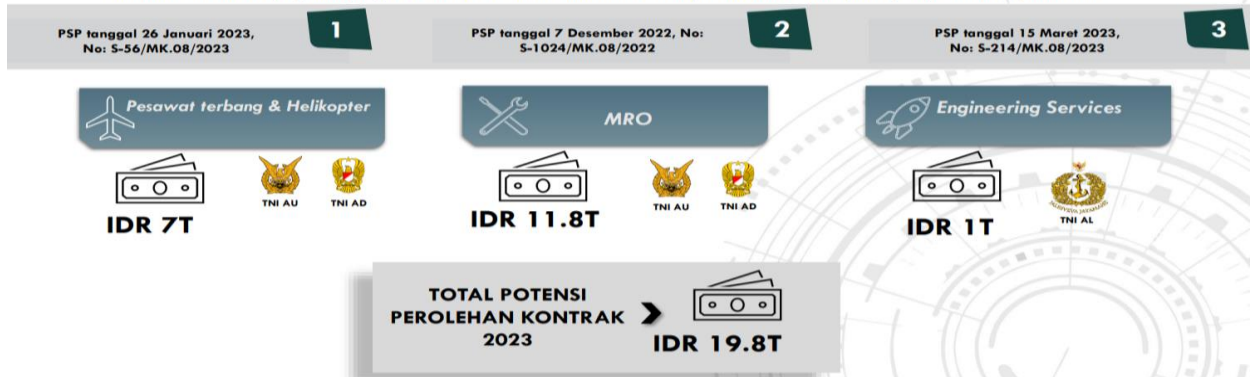 PSP tanggal 26 Januari 2023,
No: S-56/MK.08/2023
1
Pesawat terbang & Helikopter
TNI AU
TNI AD
IDR 7T
PSP tanggal 7 Desember 2022, No:
S-1024/MK.08/2022
2
MRO
TNI AU
TNI AD
IDR 11.8T
PSP tanggal 15 Maret 2023,
No: S-214/MK.08/2023
3
Engineering Services
TNI AL
IDR 1T
TOTAL POTENSI
PEROLEHAN KONTRAK
2023
IDR 19.8T